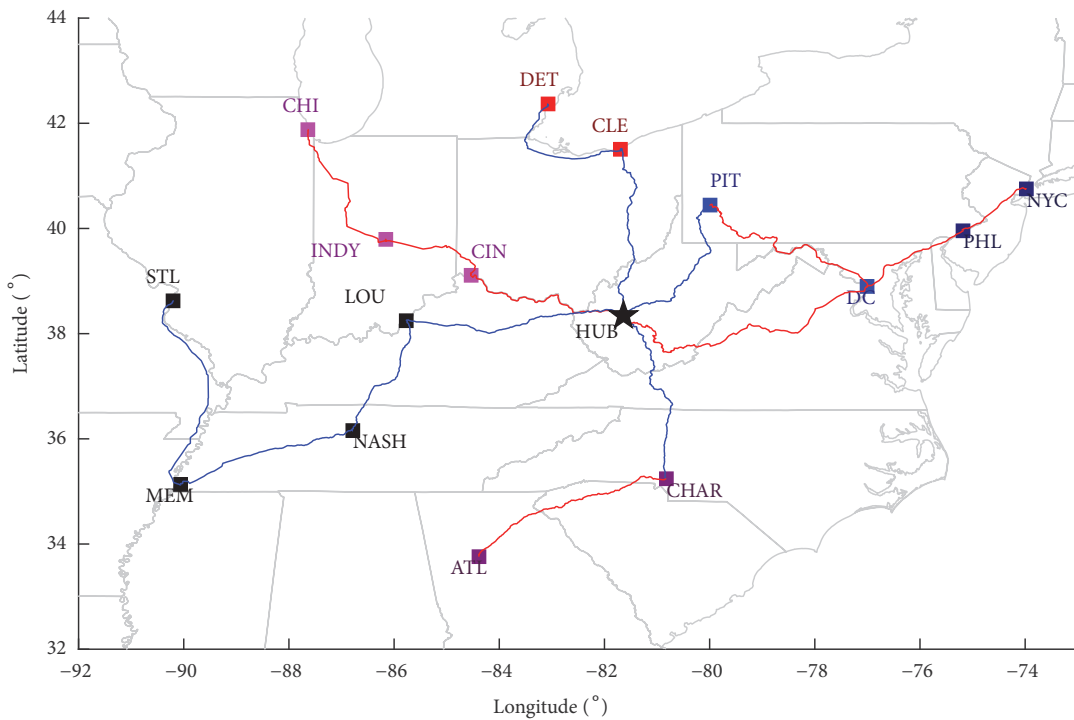 44
42
40
38
36
34
32
Latitude (°)
DET
CHI
CLE
PIT
NYC
PHL
INDY
CIN
STL
LOU
DC
HUB
NASH
MEM
CHAR
ATL
−92 −90 −88 −86 −84 −82 −80 −78 −76 −74
Longitude (°)